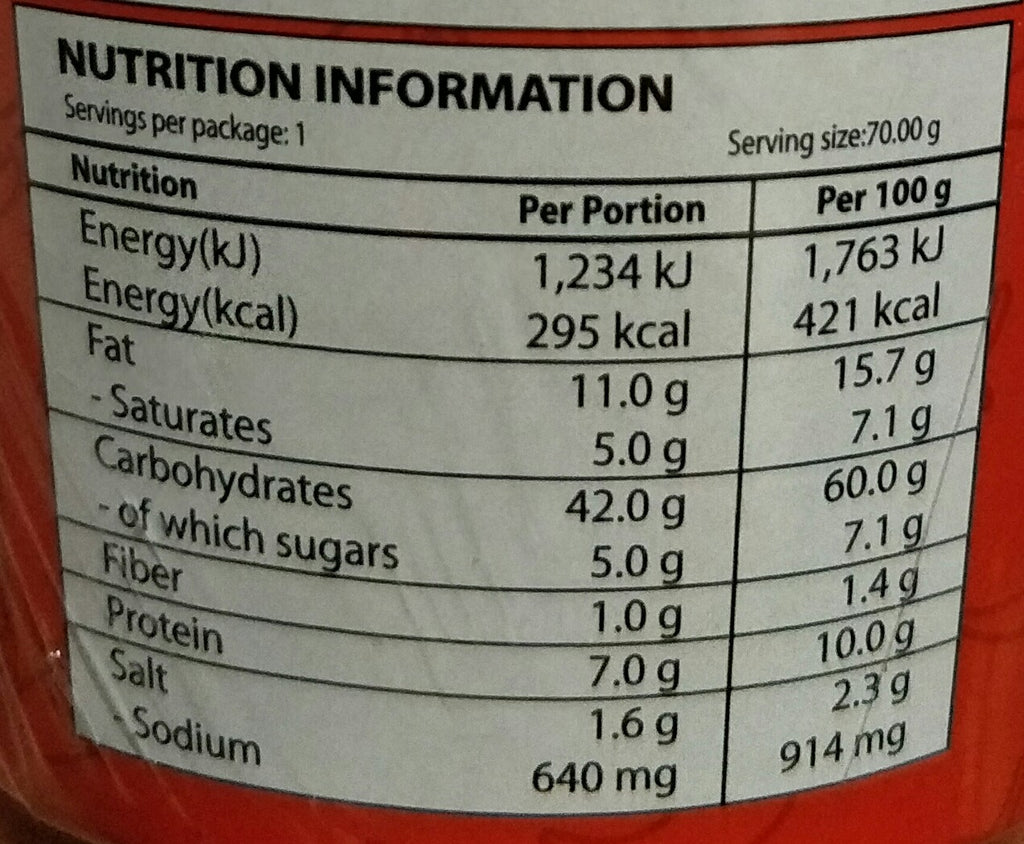 NUTRITION INFORMATION
Servings per package: 1 Serving size:70.00 g
Nutrition Per Portion Per 100 g
Energy(kJ) 1,234 kJ 1,763 kJ
Energy(kcal) 295 kcal 421 kcal
Fat 11.0 g 15.7 g
- Saturates 5.0 g 7.1 g
Carbohydrates 42.0 g 60.0 g
- of which sugars 5.0 g 7.1 g
Fiber 1.0 g 1.4 g
Protein 7.0 g 10.0 g
Salt 1.6 g 2.3 g
- Sodium 640 mg 914 mg